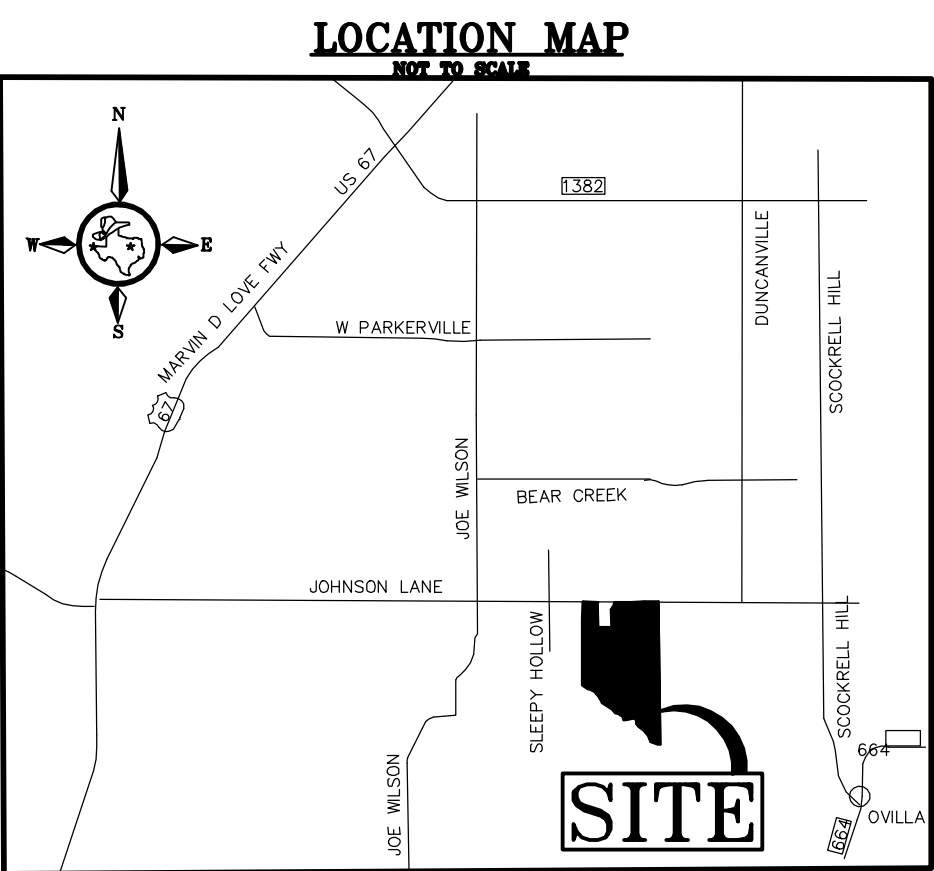 LOCATION MAP
NOT TO SCALE
N
W
E
S
US 67
1382
MARVIN D LOVE FWY
DUNCANVILLE
W PARKERVILLE
SCOCKRELL HILL
67
JOE WILSON
BEAR CREEK
JOHNSON LANE
SLEEPY HOLLOW
SCOCKRELL HILL
664
JOE WILSON
SITE
OVILLA
664